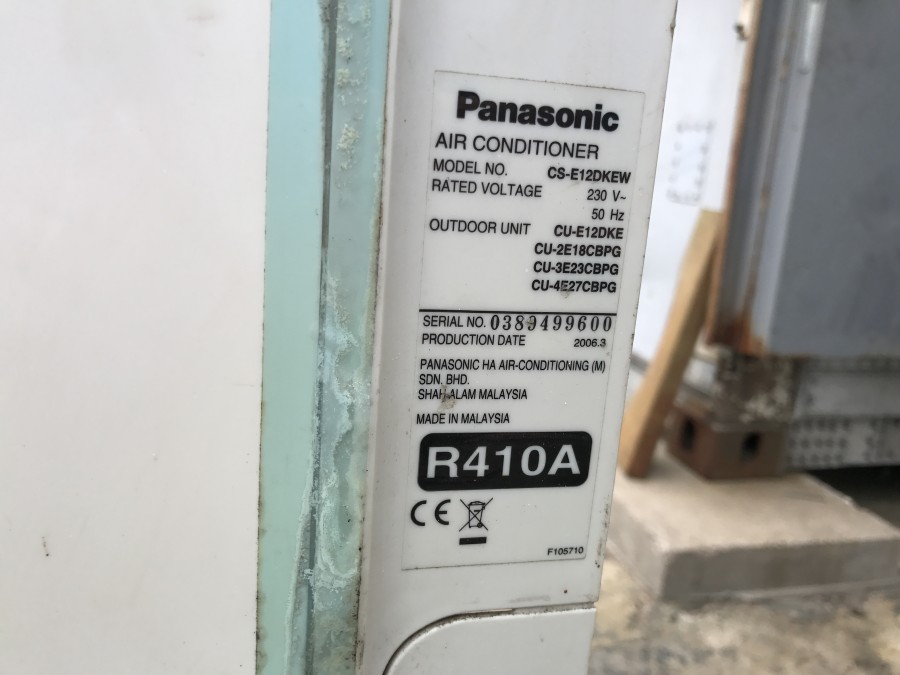 Panasonic
AIR CONDITIONER
MODEL NO. CS-E12DKEW
RATED VOLTAGE 230 V~
50 Hz
OUTDOOR UNIT CU-E12DKE
CU-2E18CBPG
CU-3E23CBPG
CU-4E27CBPG
SERIAL NO. 0389499600
PRODUCTION DATE 2006.3
PANASONIC HA AIR-CONDITIONING (M)
SDN. BHD.
SHAH ALAM MALAYSIA
MADE IN MALAYSIA
R410A
CE
F105710